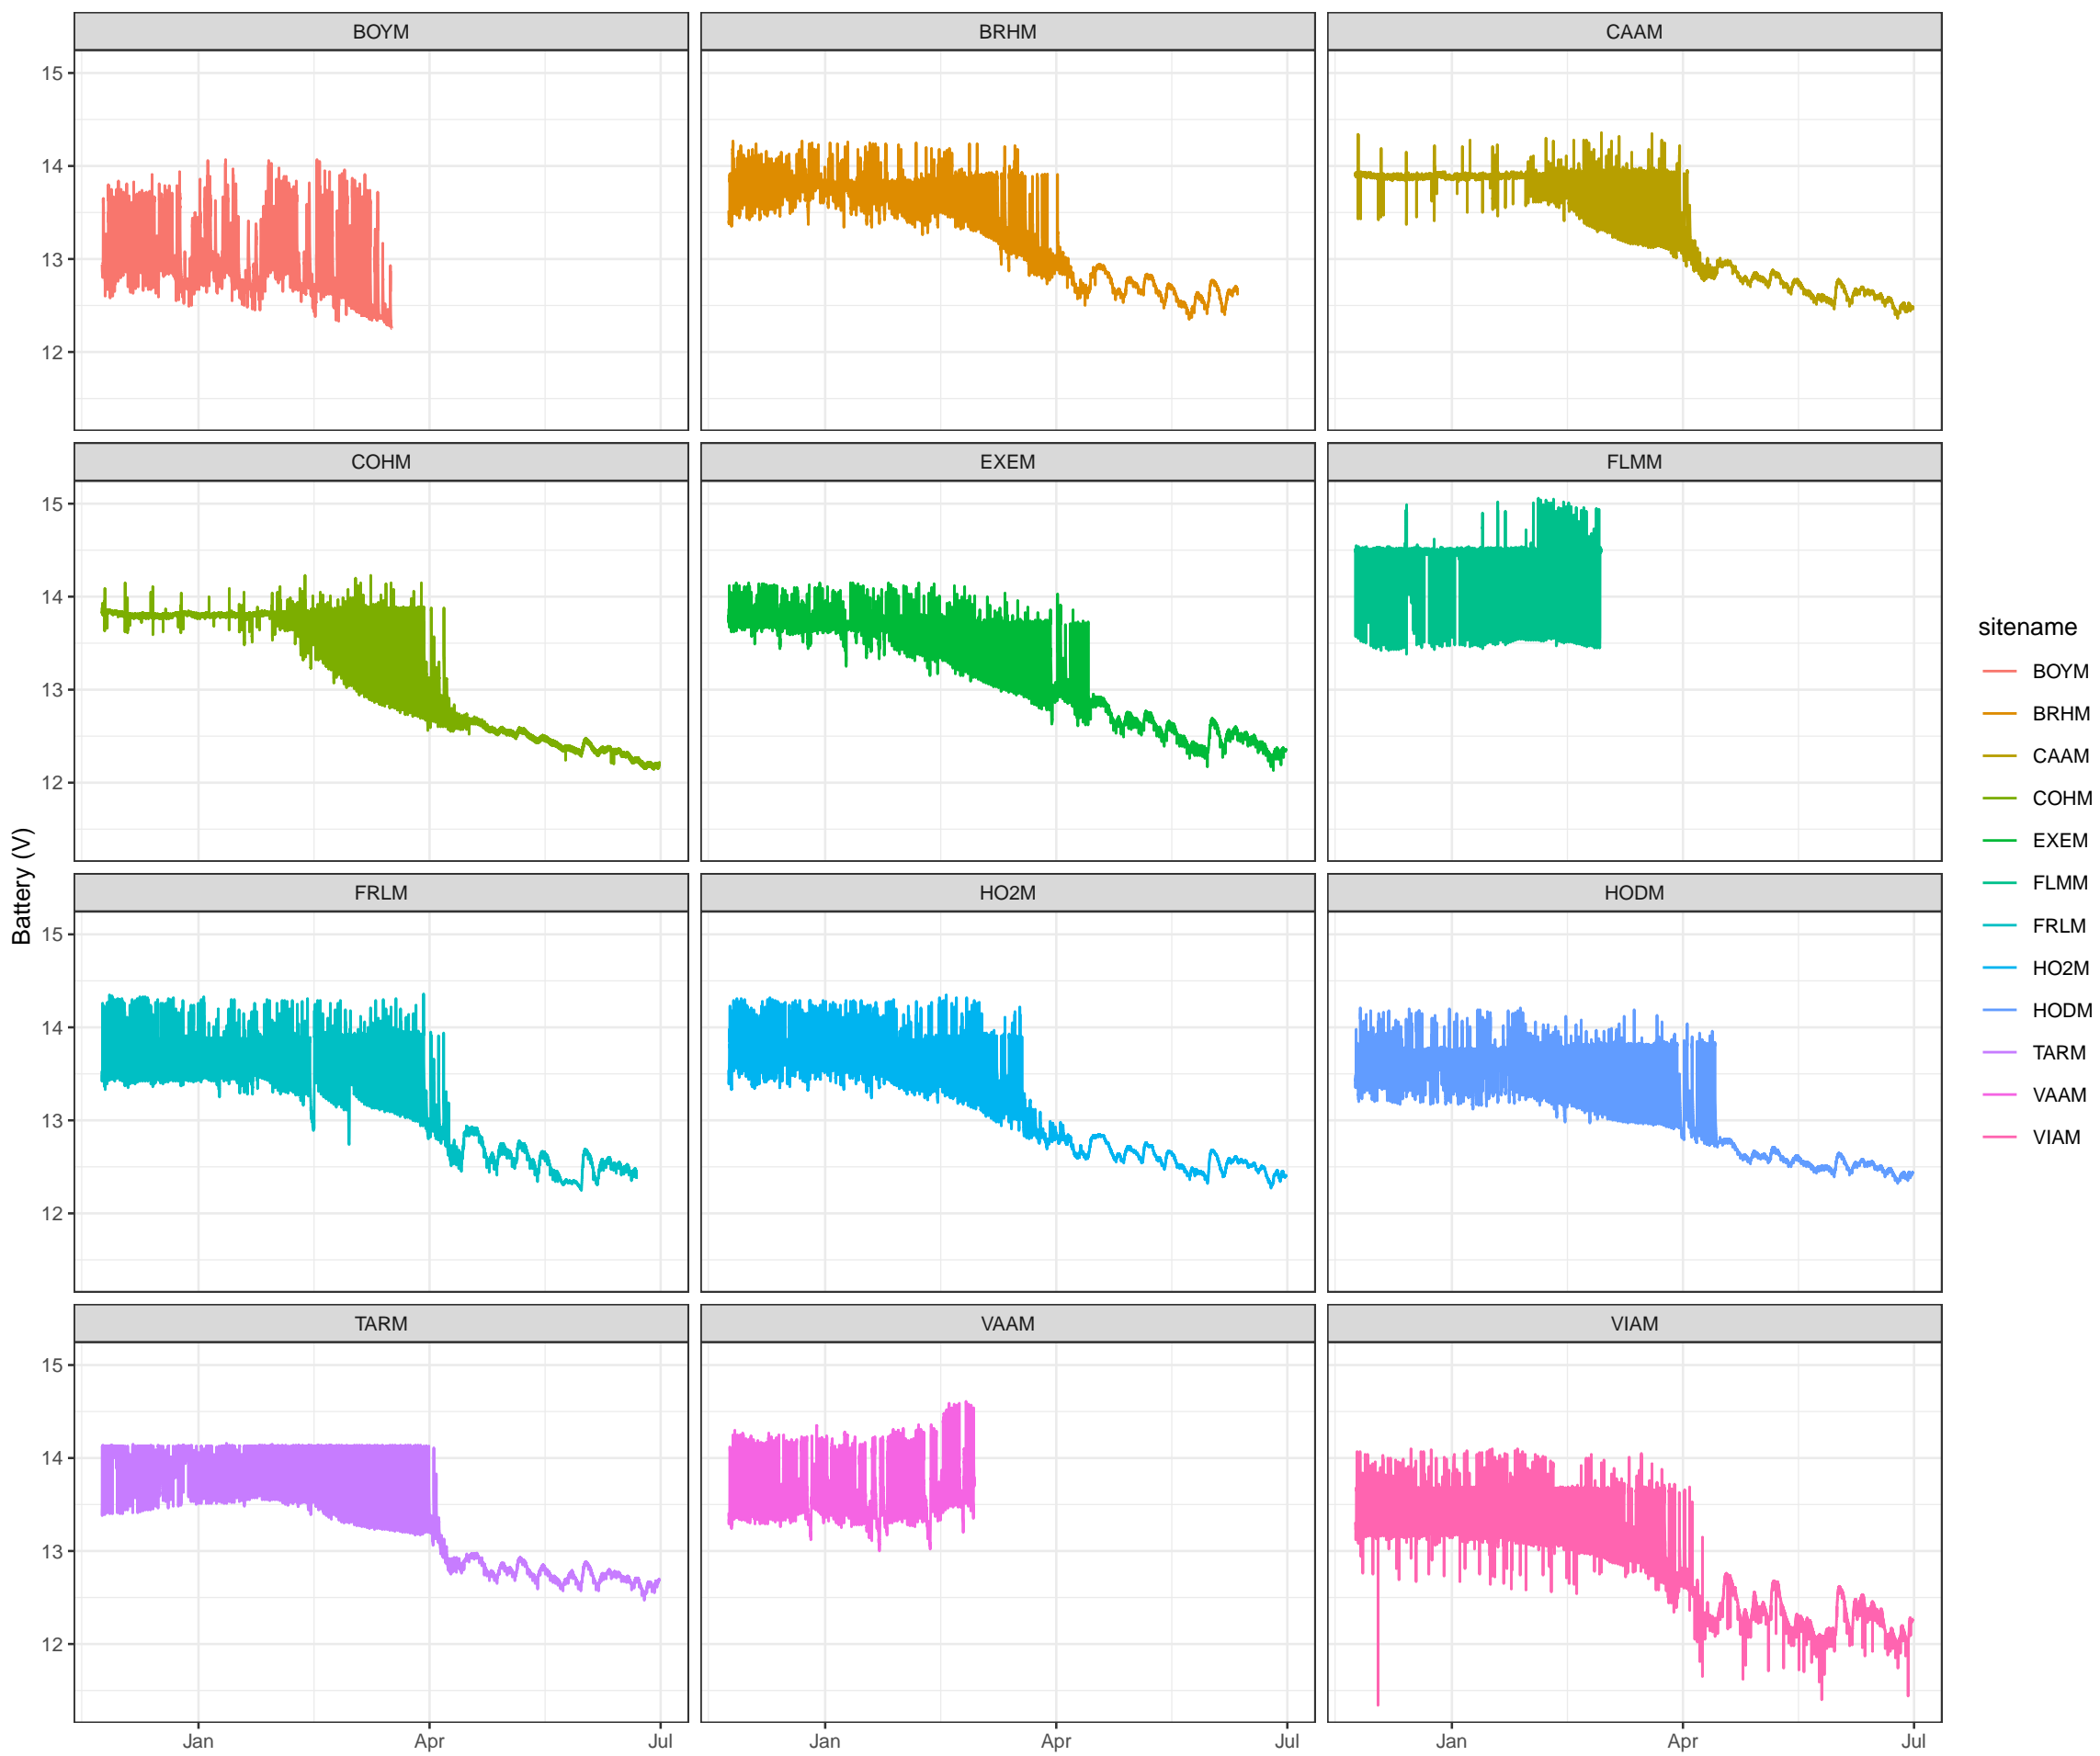 BOYM BRHM CAAM
15
14
13
12
COHM EXEM FLMM
15
14
13
12
FRLM HO2M HODM
15
14
13
12
TARM VAAM VIAM
15
14
13
12
Jan Apr Jul Jan Apr Jul Jan Apr Jul
Battery (V)
sitename
BOYM
BRHM
CAAM
COHM
EXEM
FLMM
FRLM
HO2M
HODM
TARM
VAAM
VIAM